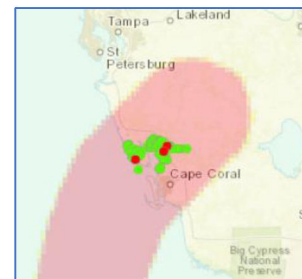 Lakeland
Tampa
St
Petersburg
Cape Coral
Big Cypress
National
Preserve